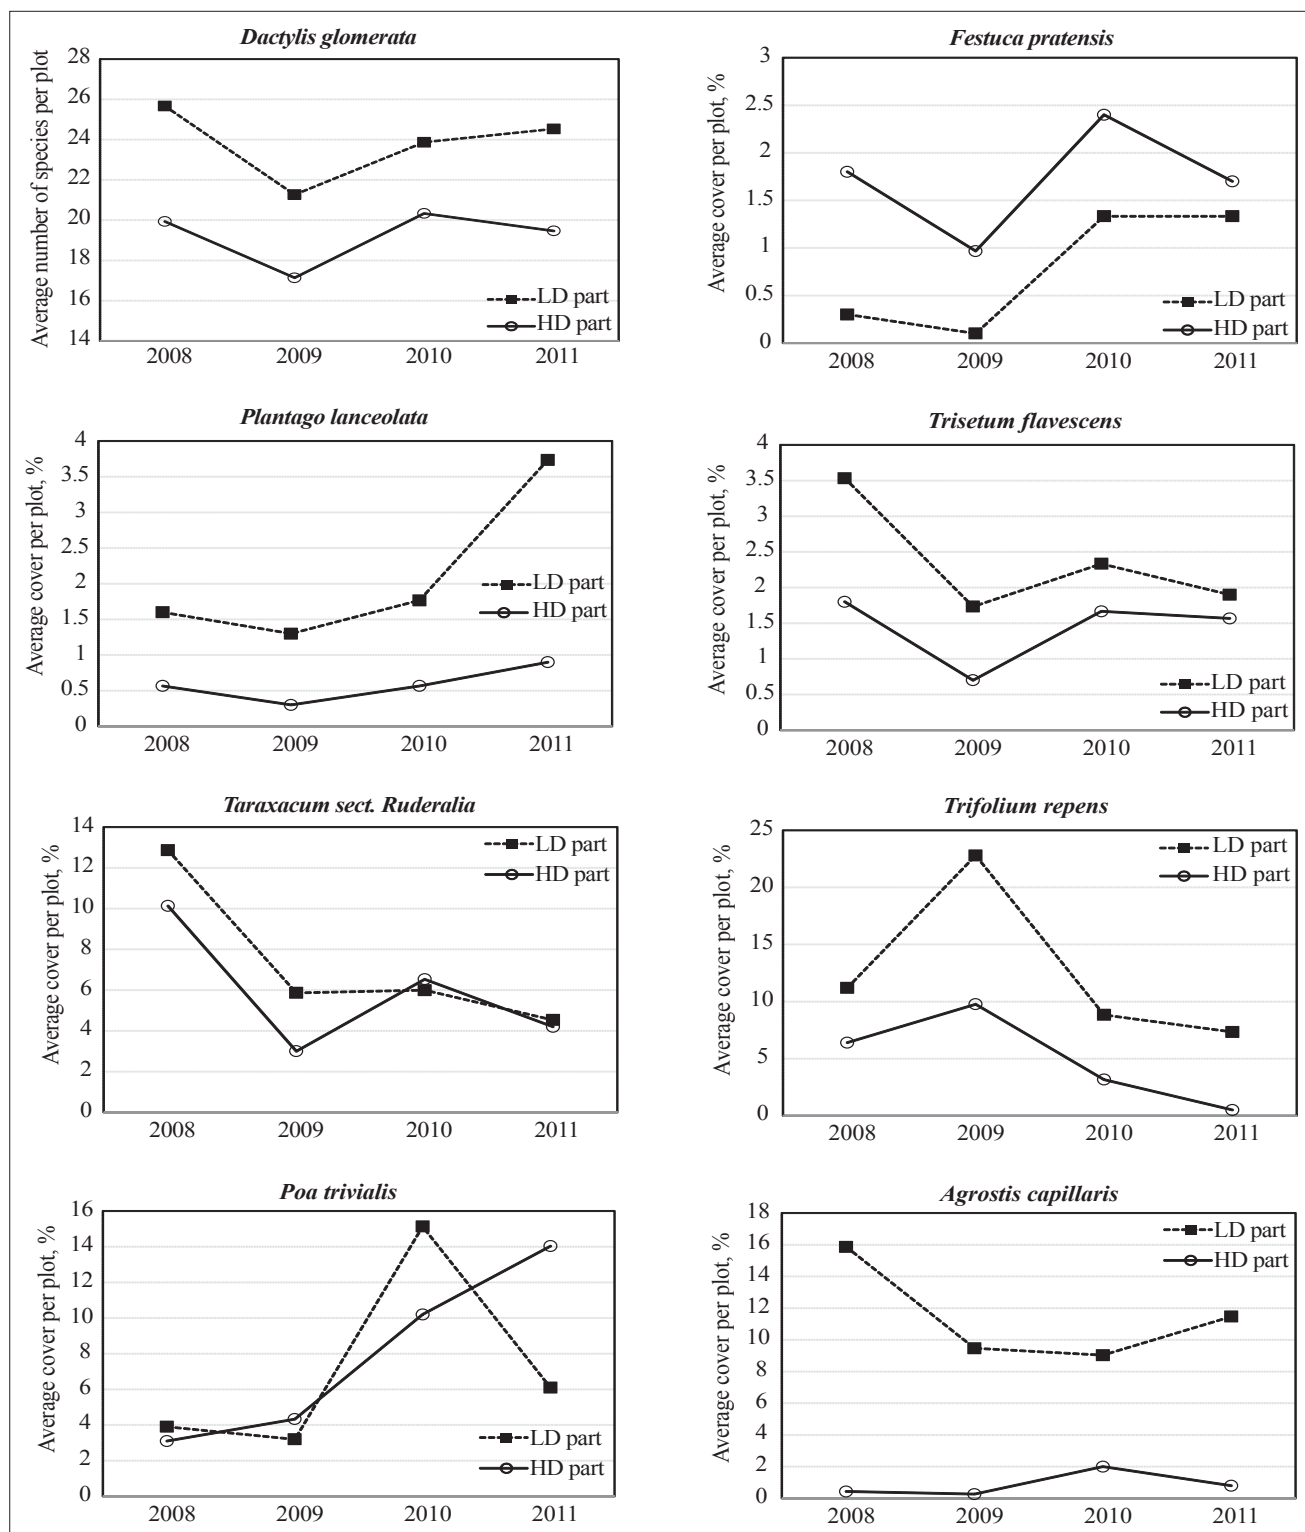 Dactylis glomerata
Average number of species per plot
28
26
24
22
20
18
16
14
LD part
HD part
2008 2009 2010 2011
Festuca pratensis
Average cover per plot, %
3
2.5
2
1.5
1
0.5
0
LD part
HD part
2008 2009 2010 2011
Plantago lanceolata
Average cover per plot, %
4
3.5
3
2.5
2
1.5
1
0.5
0
LD part
HD part
2008 2009 2010 2011
Trisetum flavescens
Average cover per plot, %
4
3.5
3
2.5
2
1.5
1
0.5
0
LD part
HD part
2008 2009 2010 2011
Taraxacum sect. Ruderalia
Average cover per plot, %
14
12
10
8
6
4
2
0
LD part
HD part
2008 2009 2010 2011
Trifolium repens
Average cover per plot, %
25
20
15
10
5
0
LD part
HD part
2008 2009 2010 2011
Poa trivialis
Average cover per plot, %
16
14
12
10
8
6
4
2
0
LD part
HD part
2008 2009 2010 2011
Agrostis capillaris
Average cover per plot, %
18
16
14
12
10
8
6
4
2
0
LD part
HD part
2008 2009 2010 2011